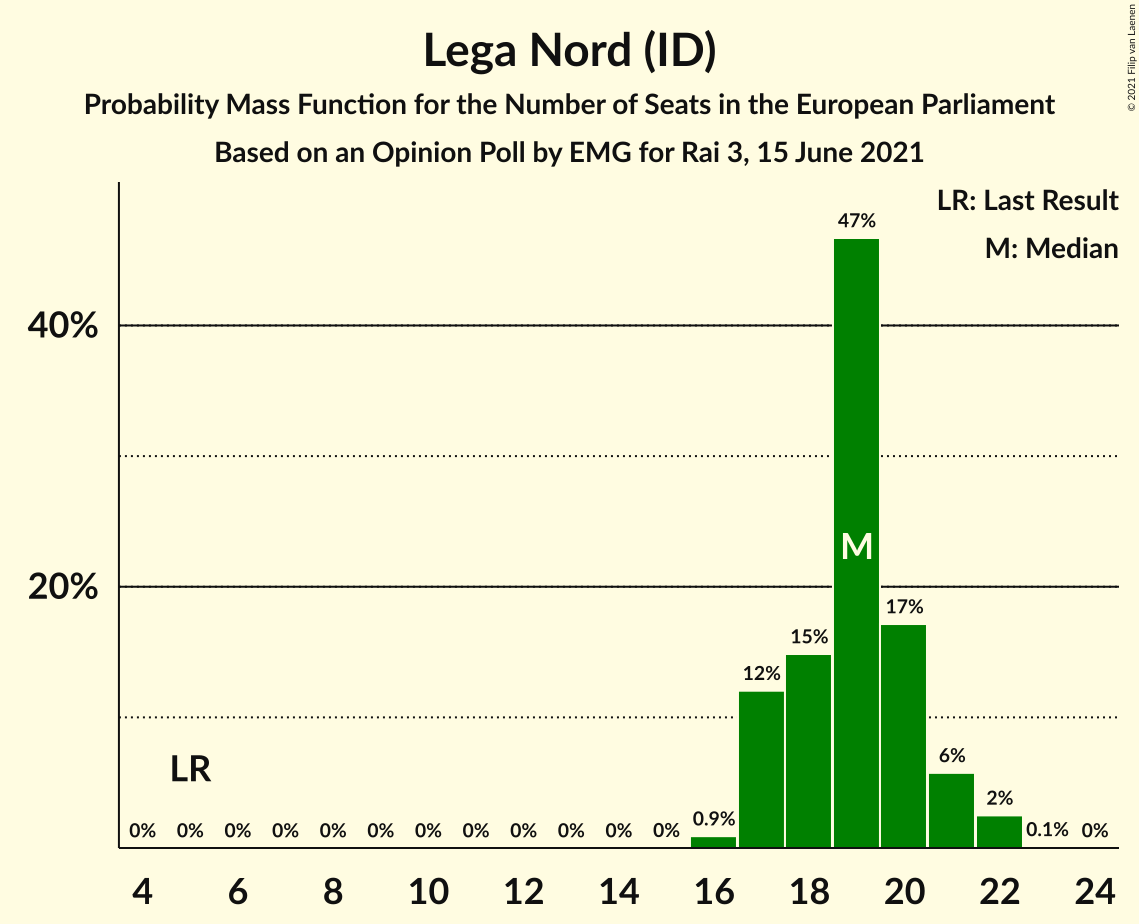 Lega Nord (ID)
Probability Mass Function for the Number of Seats in the European Parliament
Based on an Opinion Poll by EMG for Rai 3, 15 June 2021
© 2021 Filip van Laenen
LR: Last Result
M: Median
47%
40%
M
20%
17%
15%
12%
LR
6%
2%
0% 0% 0% 0% 0% 0% 0% 0% 0% 0% 0% 0% 0.9% 0.1% 0%
4 6 8 10 12 14 16 18 20 22 24